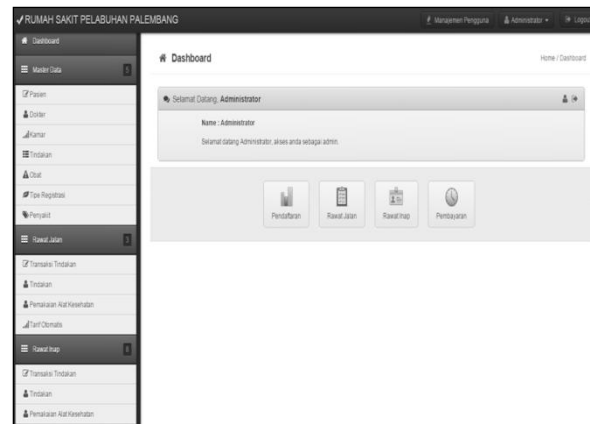 RUMAH SAKIT PELABUHAN PALEMBANG
Manajemen Pengguna
Administrator
Logout
Dashboard
Master Data
Pasien
Dokter
Kamar
Tindakan
Obat
Tipe Registrasi
Penyakit
Rawat Jalan
3
Transaksi Tindakan
Tindakan
Pemakaian Alat Kesehatan
Tarif Otomatis
Rawat Inap
Transaksi Tindakan
Tindakan
Pemakaian Alat Kesehatan
Dashboard
Home / Dashboard
Selamat Datang, Administrator
Name : Administrator
Selamat datang Administrator, akses anda sebagai admin.
Pendaftaran
Rawat Jalan
Rawat Inap
Pembayaran